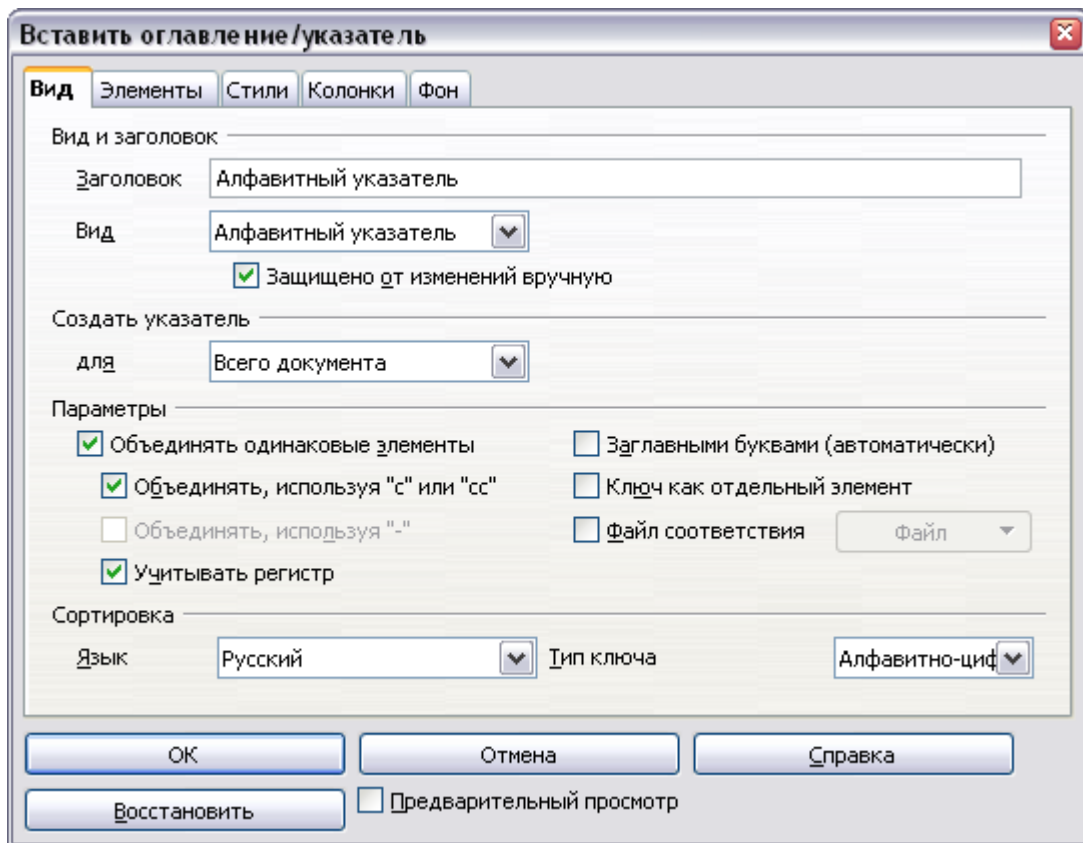 Вставить оглавление/указатель
Вид Элементы Стили Колонки Фон
Вид и заголовок
Заголовок Алфавитный указатель
Вид Алфавитный указатель
Защищено от изменений вручную
Создать указатель
для Всего документа
Параметры
Объединять одинаковые элементы Заглавными буквами (автоматически)
Объединять, используя "с" или "сс" Ключ как отдельный элемент
Объединять, используя "-" Файл соответствия Файл
Учитывать регистр
Сортировка
Язык Русский Тип ключа Алфавитно-циф
ОК Отмена Справка
Восстановить Предварительный просмотр